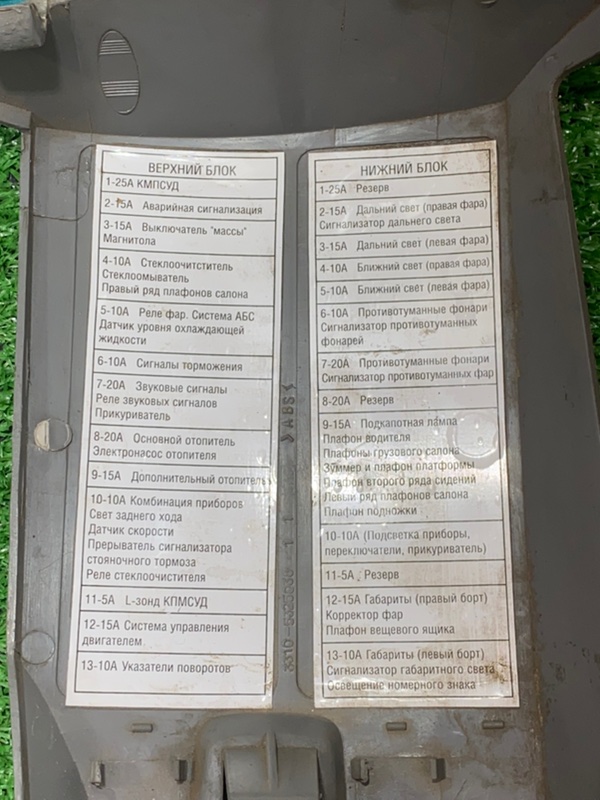 ВЕРХНИЙ БЛОК
1-25А КМПСУД
2-15А Аварийная сигнализация
3-15А Выключатель "массы"
Магнитола
4-10А Стеклоочитститель
Стеклоомыватель
Правый ряд плафонов салона
5-10А Реле фар. Система АБС
Датчик уровня охлаждающей
жидкости
6-10А Сигналы торможения
7-20А Звуковые сигналы
Реле звуковых сигналов
Прикуриватель
8-20А Основной отопитель
Электронасос отопителя
9-15А Дополнительный отопитель
10-10А Комбинация приборов
Свет заднего хода
Датчик скорости
Прерыватель сигнализатора
стояночного тормоза
Реле стеклоочистителя
11-5А L-зонд КПМСУД
12-15А Система управления
двигателем
13-10А Указатели поворотов
НИЖНИЙ БЛОК
1-25А Резерв
2-15А Дальний свет (правая фара)
Сигнализатор дальнего света
3-15А Дальний свет (левая фара)
4-10А Ближний свет (правая фара)
5-10А Ближний свет (левая фара)
6-10А Противотуманные фонари
Сигнализатор противотуманных
фонарей
7-20А Противотуманные фонари
Сигнализатор противотуманных фар
8-20А Резерв
9-15А Подкапотная лампа
Плафон водителя
Плафоны грузового салона
Зуммер и плафон платформы
Плафон второго ряда сидений
Левый ряд плафонов салона
Плафон подножки
10-10А (Подсветка приборы,
переключатели, прикуриватель)
11-5А Резерв
12-15А Габариты (правый борт)
Корректор фар
Плафон вещевого ящика
13-10А Габариты (левый борт)
Сигнализатор габаритного света
Освещение номерного знака
>ABS<